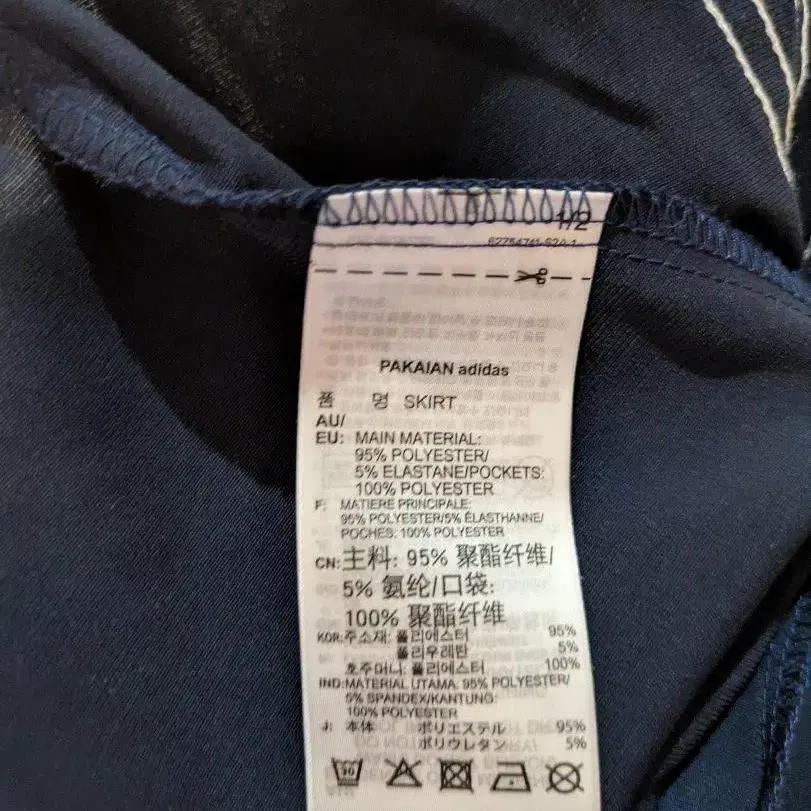 1/2
PAKAIAN adidas
품 명 SKIRT
AU/
EU: MAIN MATERIAL:
95% POLYESTER/
5% ELASTANE/POCKETS:
100% POLYESTER
F: MATIERE PRINCIPALE:
95% POLYESTER/5% ÉLASTHANNE/
POCHES: 100% POLYESTER
CN: 主料: 95% 聚酯纤维/
5% 氨纶/口袋:
100% 聚酯纤维
KOR: 주소재: 폴리에스터 95%
폴리우레탄 5%
호주머니: 폴리에스터 100%
IND: MATERIAL UTAMA: 95% POLYESTER/
5% SPANDEX/KANTUNG:
100% POLYESTER
J: 本体 ポリエステル 95%
ポリウレタン 5%
30